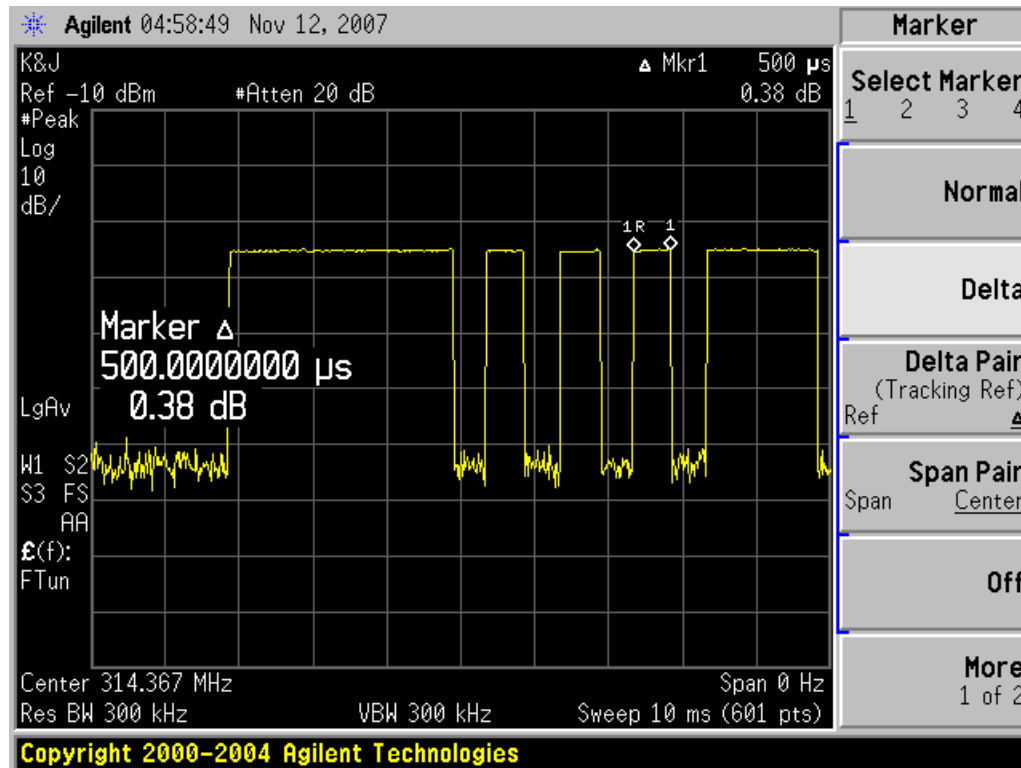 Agilent 04:58:49 Nov 12, 2007
K&J
Δ Mkr1 500 µs
Ref -10 dBm #Atten 20 dB 0.38 dB
#Peak
Log
10
dB/
1R 1
Marker Δ
500.0000000 µs
0.38 dB
LgAv
W1 S2
S3 FS
AA
£(f):
FTun
Center 314.367 MHz Span 0 Hz
Res BW 300 kHz VBW 300 kHz Sweep 10 ms (601 pts)
Copyright 2000-2004 Agilent Technologies
Marker
Select Marker
1 2 3 4
Normal
Delta
Delta Pair
(Tracking Ref)
Ref Δ
Span Pair
Span Center
Off
More
1 of 2